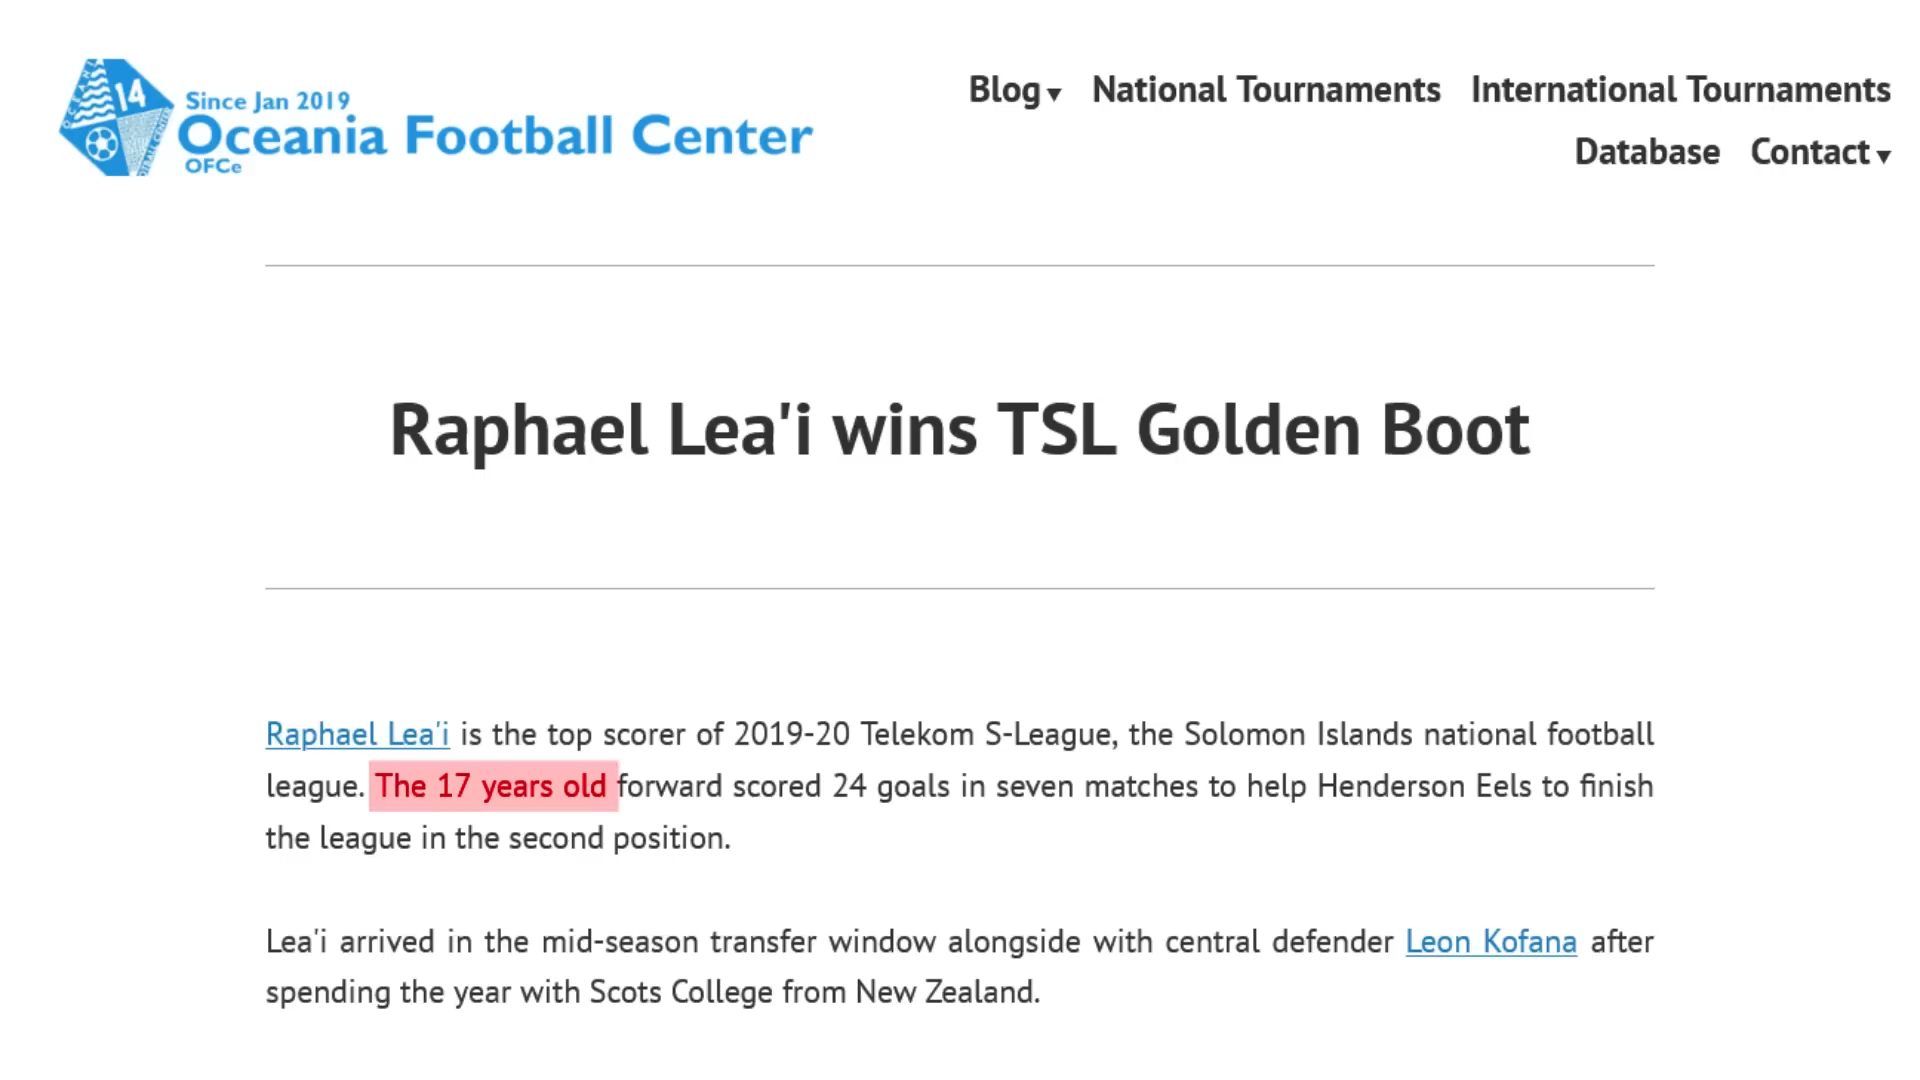 OCEANIA
14
FOOTBALL CENTER
Since Jan 2019
Oceania Football Center
OFCe
Blog ▾ National Tournaments International Tournaments
Database Contact ▾
Raphael Lea'i wins TSL Golden Boot
Raphael Lea'i is the top scorer of 2019-20 Telekom S-League, the Solomon Islands national football
league. The 17 years old forward scored 24 goals in seven matches to help Henderson Eels to finish
the league in the second position.
Lea'i arrived in the mid-season transfer window alongside with central defender Leon Kofana after
spending the year with Scots College from New Zealand.